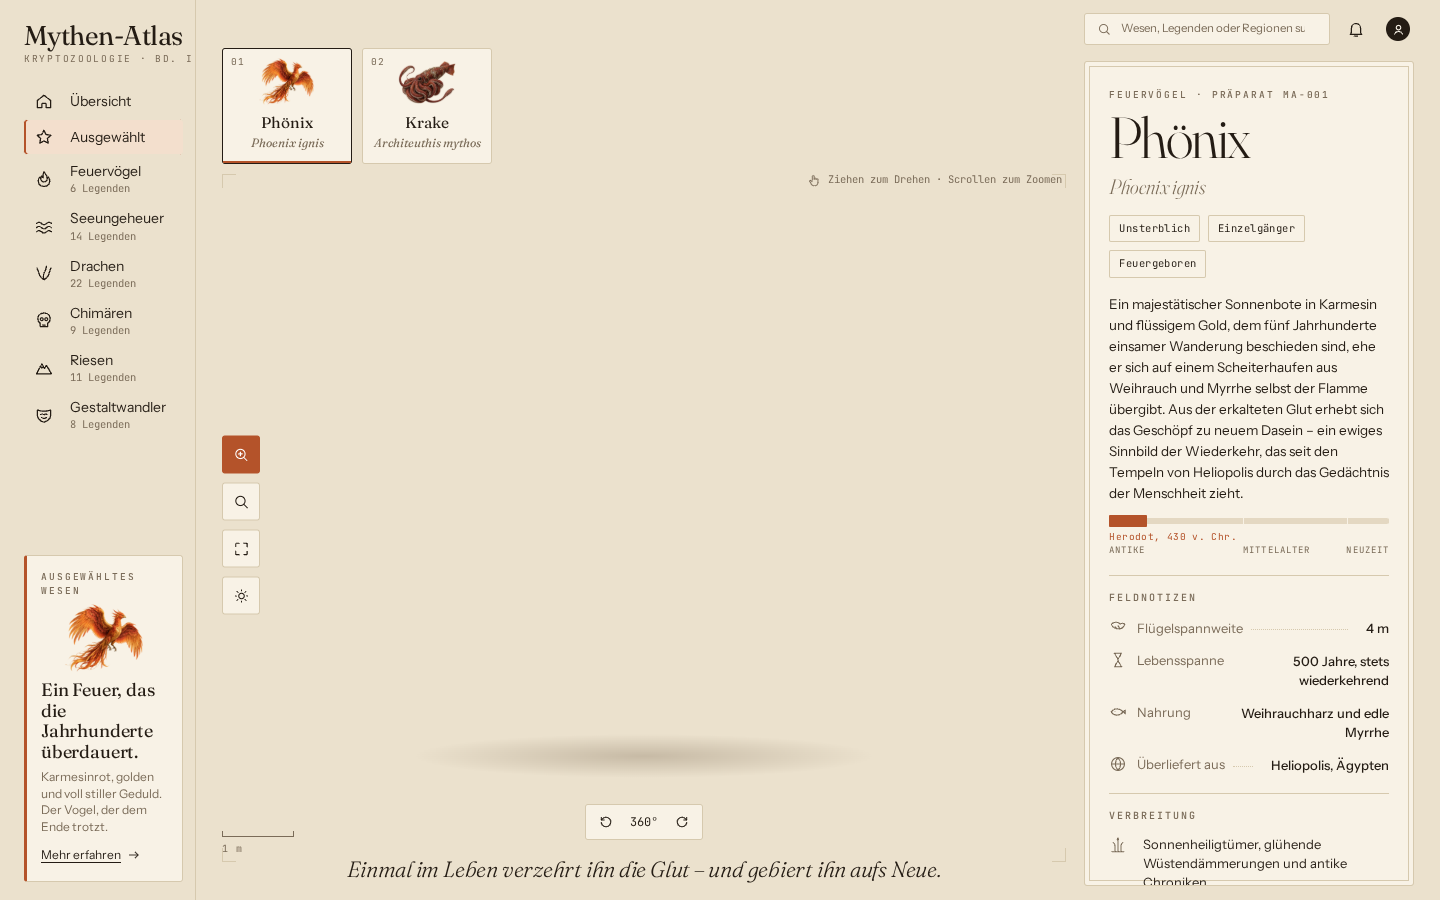 Mythen-Atlas
KRYPTOZOOLOGIE · BD. I
Übersicht
Ausgewählt
Feuervögel
6 Legenden
Seeungeheuer
14 Legenden
Drachen
22 Legenden
Chimären
9 Legenden
Riesen
11 Legenden
Gestaltwandler
8 Legenden
AUSGEWÄHLTES
WESEN
Ein Feuer, das
die
Jahrhunderte
überdauert.
Karmesinrot, golden
und voll stiller Geduld.
Der Vogel, der dem
Ende trotzt.
Mehr erfahren
01
Phönix
Phoenix ignis
02
Krake
Architeuthis mythos
Ziehen zum Drehen · Scrollen zum Zoomen
360°
1 m
Einmal im Leben verzehrt ihn die Glut – und gebiert ihn aufs Neue.
Wesen, Legenden oder Regionen su
FEUERVÖGEL · PRÄPARAT MA-001
Phönix
Phoenix ignis
Unsterblich
Einzelgänger
Feuergeboren
Ein majestätischer Sonnenbote in Karmesin
und flüssigem Gold, dem fünf Jahrhunderte
einsamer Wanderung beschieden sind, ehe
er sich auf einem Scheiterhaufen aus
Weihrauch und Myrrhe selbst der Flamme
übergibt. Aus der erkalteten Glut erhebt sich
das Geschöpf zu neuem Dasein – ein ewiges
Sinnbild der Wiederkehr, das seit den
Tempeln von Heliopolis durch das Gedächtnis
der Menschheit zieht.
Herodot, 430 v. Chr.
ANTIKE MITTELALTER NEUZEIT
FELDNOTIZEN
Flügelspannweite 4 m
Lebensspanne 500 Jahre, stets
wiederkehrend
Nahrung Weihrauchharz und edle
Myrrhe
Überliefert aus Heliopolis, Ägypten
VERBREITUNG
Sonnenheiligtümer, glühende
Wüstendämmerungen und antike
Chroniken